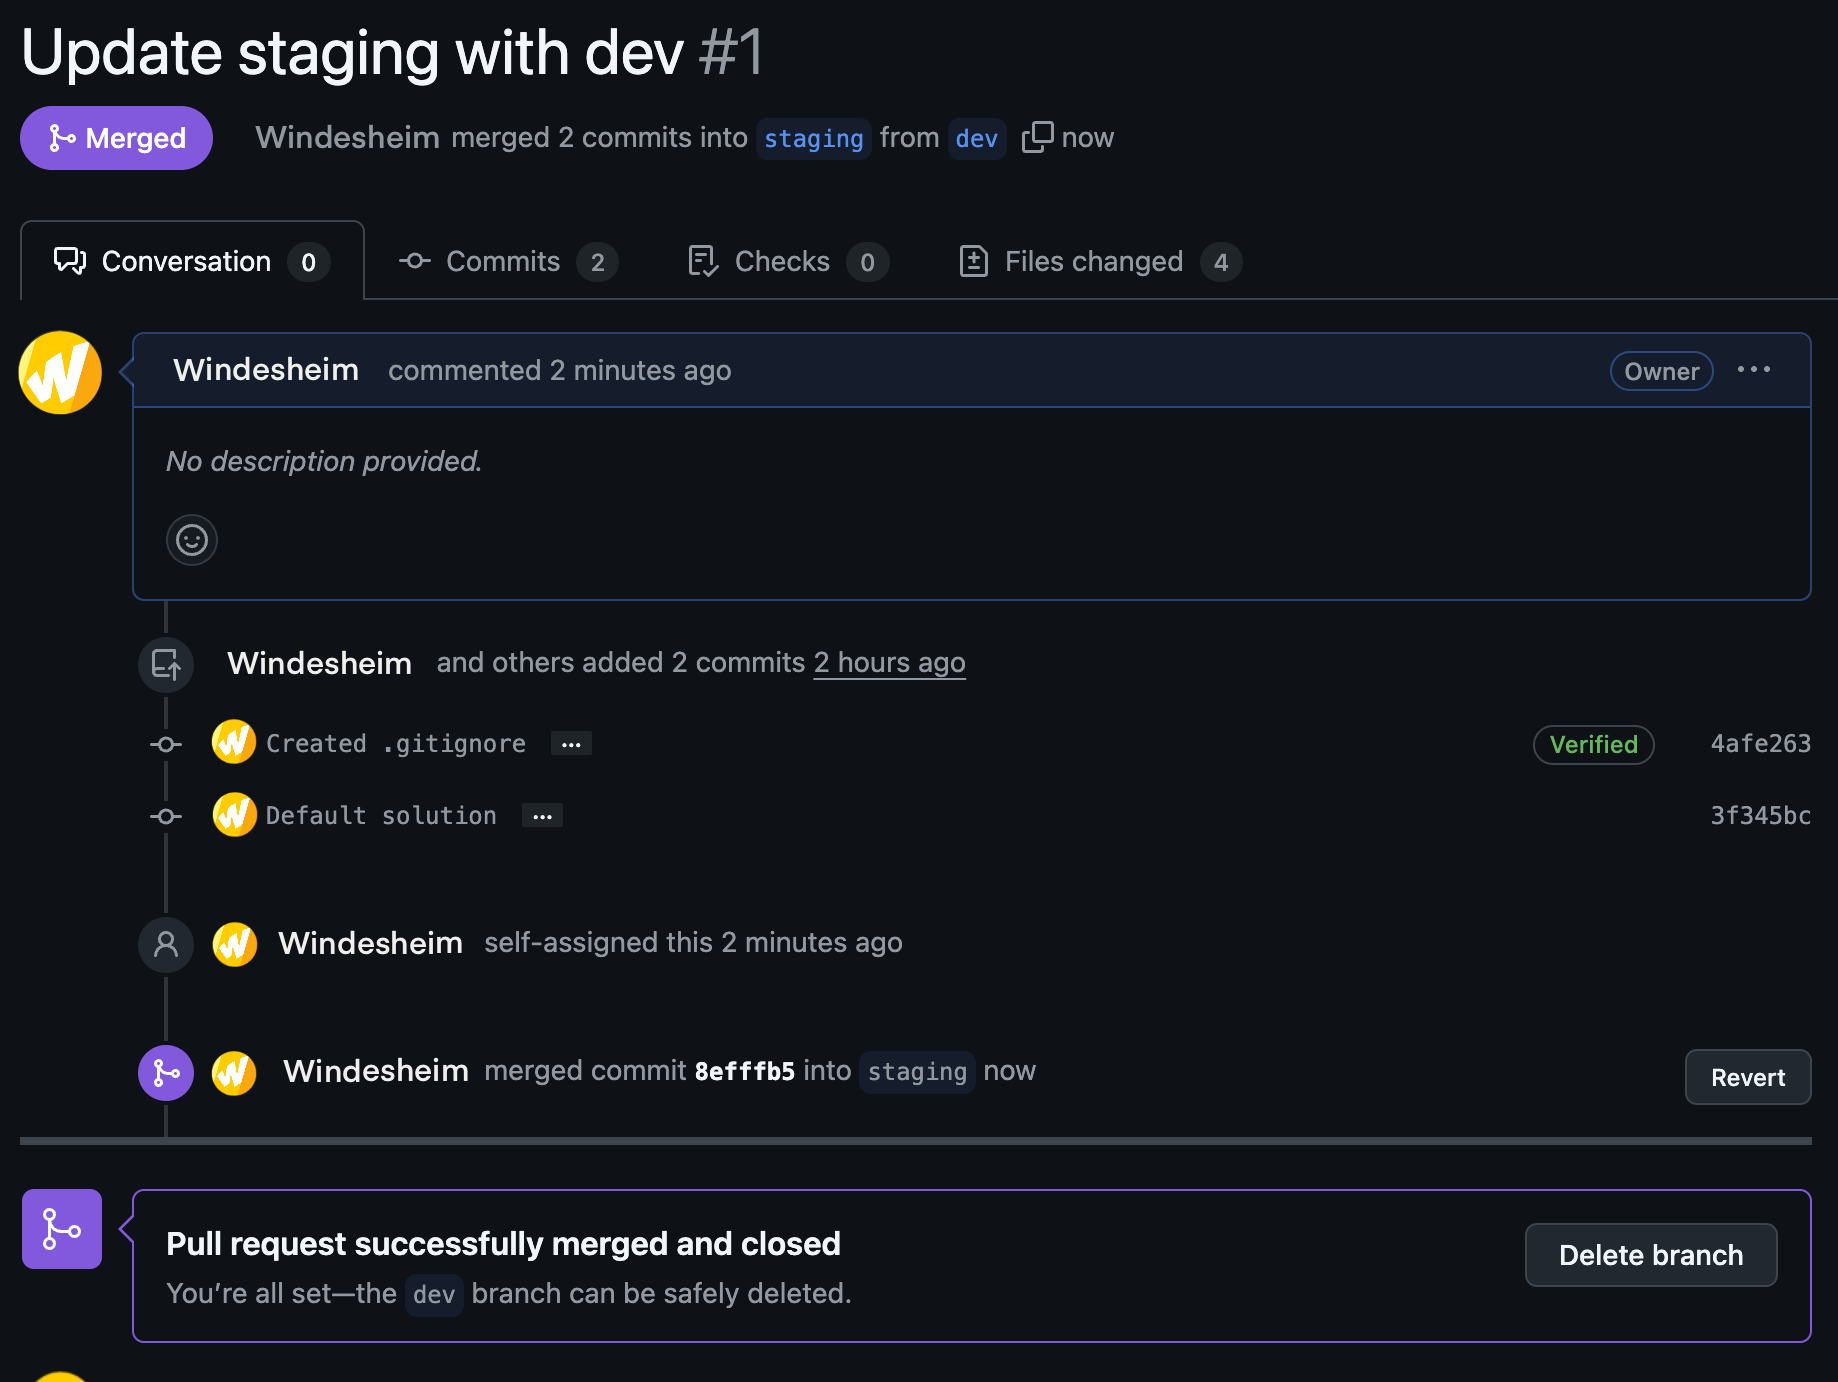 Update staging with dev #1
Merged
Windesheim merged 2 commits into staging from dev now
Conversation 0
Commits 2
Checks 0
Files changed 4
Windesheim commented 2 minutes ago
Owner
No description provided.
Windesheim and others added 2 commits 2 hours ago
Created .gitignore ...
Verified
4afe263
Default solution ...
3f345bc
Windesheim self-assigned this 2 minutes ago
Windesheim merged commit 8efffb5 into staging now
Revert
Pull request successfully merged and closed
You're all set—the dev branch can be safely deleted.
Delete branch